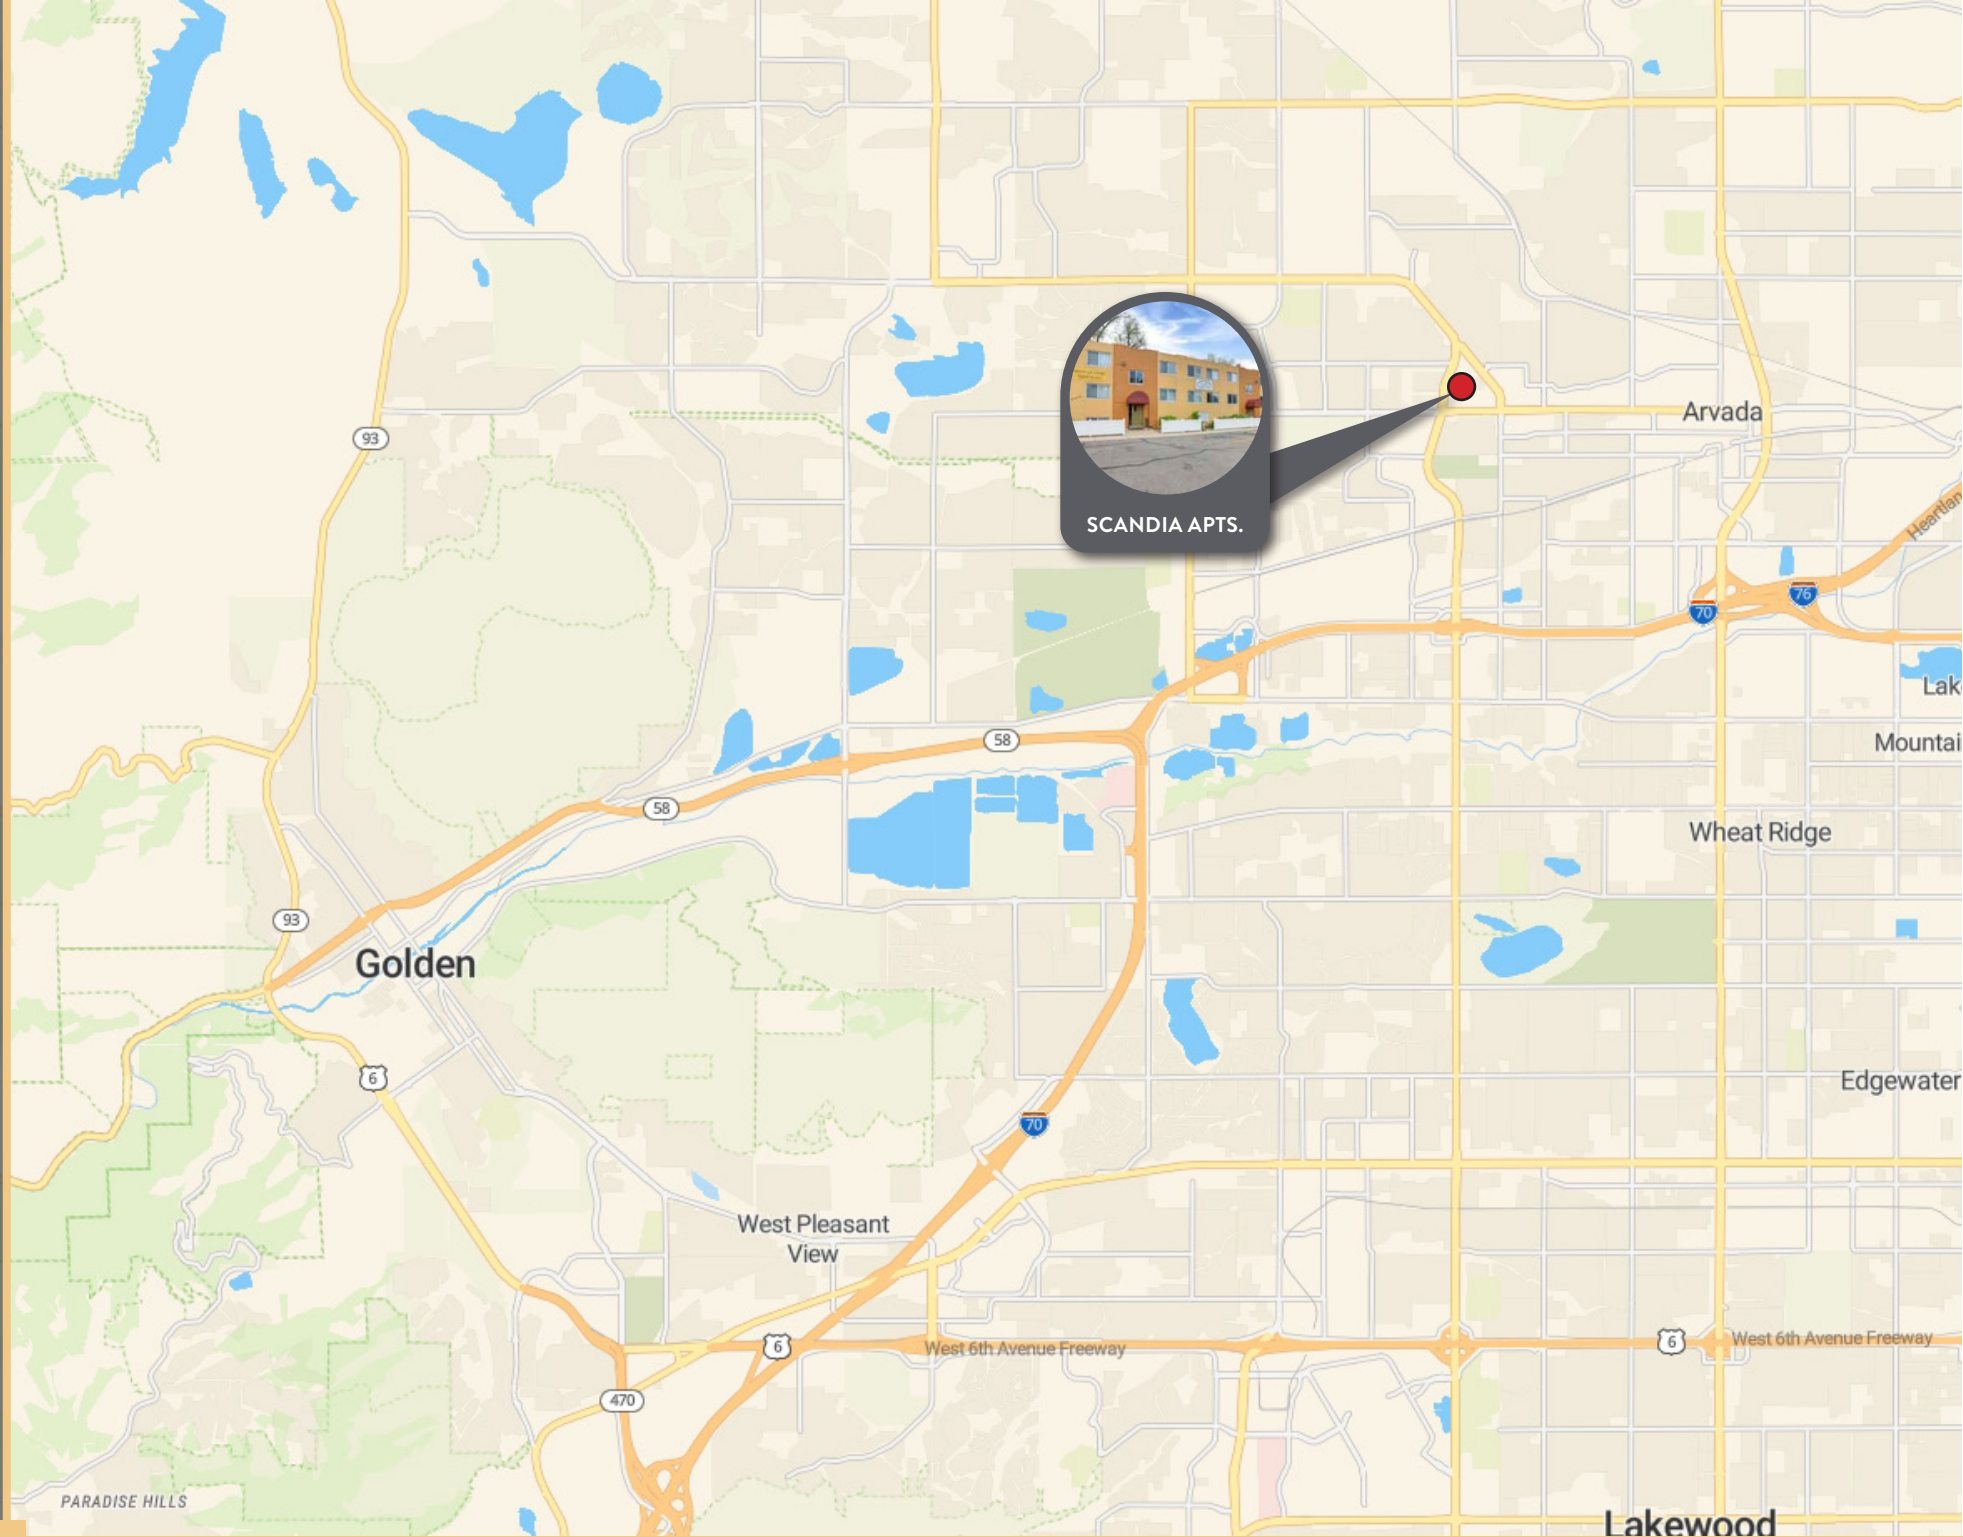 93
Arvada
SCANDIA APTS.
Heartlan
76
70
Lak
58
Mountai
58
Wheat Ridge
93
Golden
6
Edgewater
70
West Pleasant
View
6
West 6th Avenue Freeway
6
West 6th Avenue Freeway
470
PARADISE HILLS
Lakewood